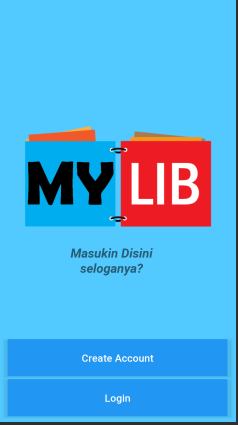 MY LIB
Masukin Disini
seloganya?
Create Account
Login